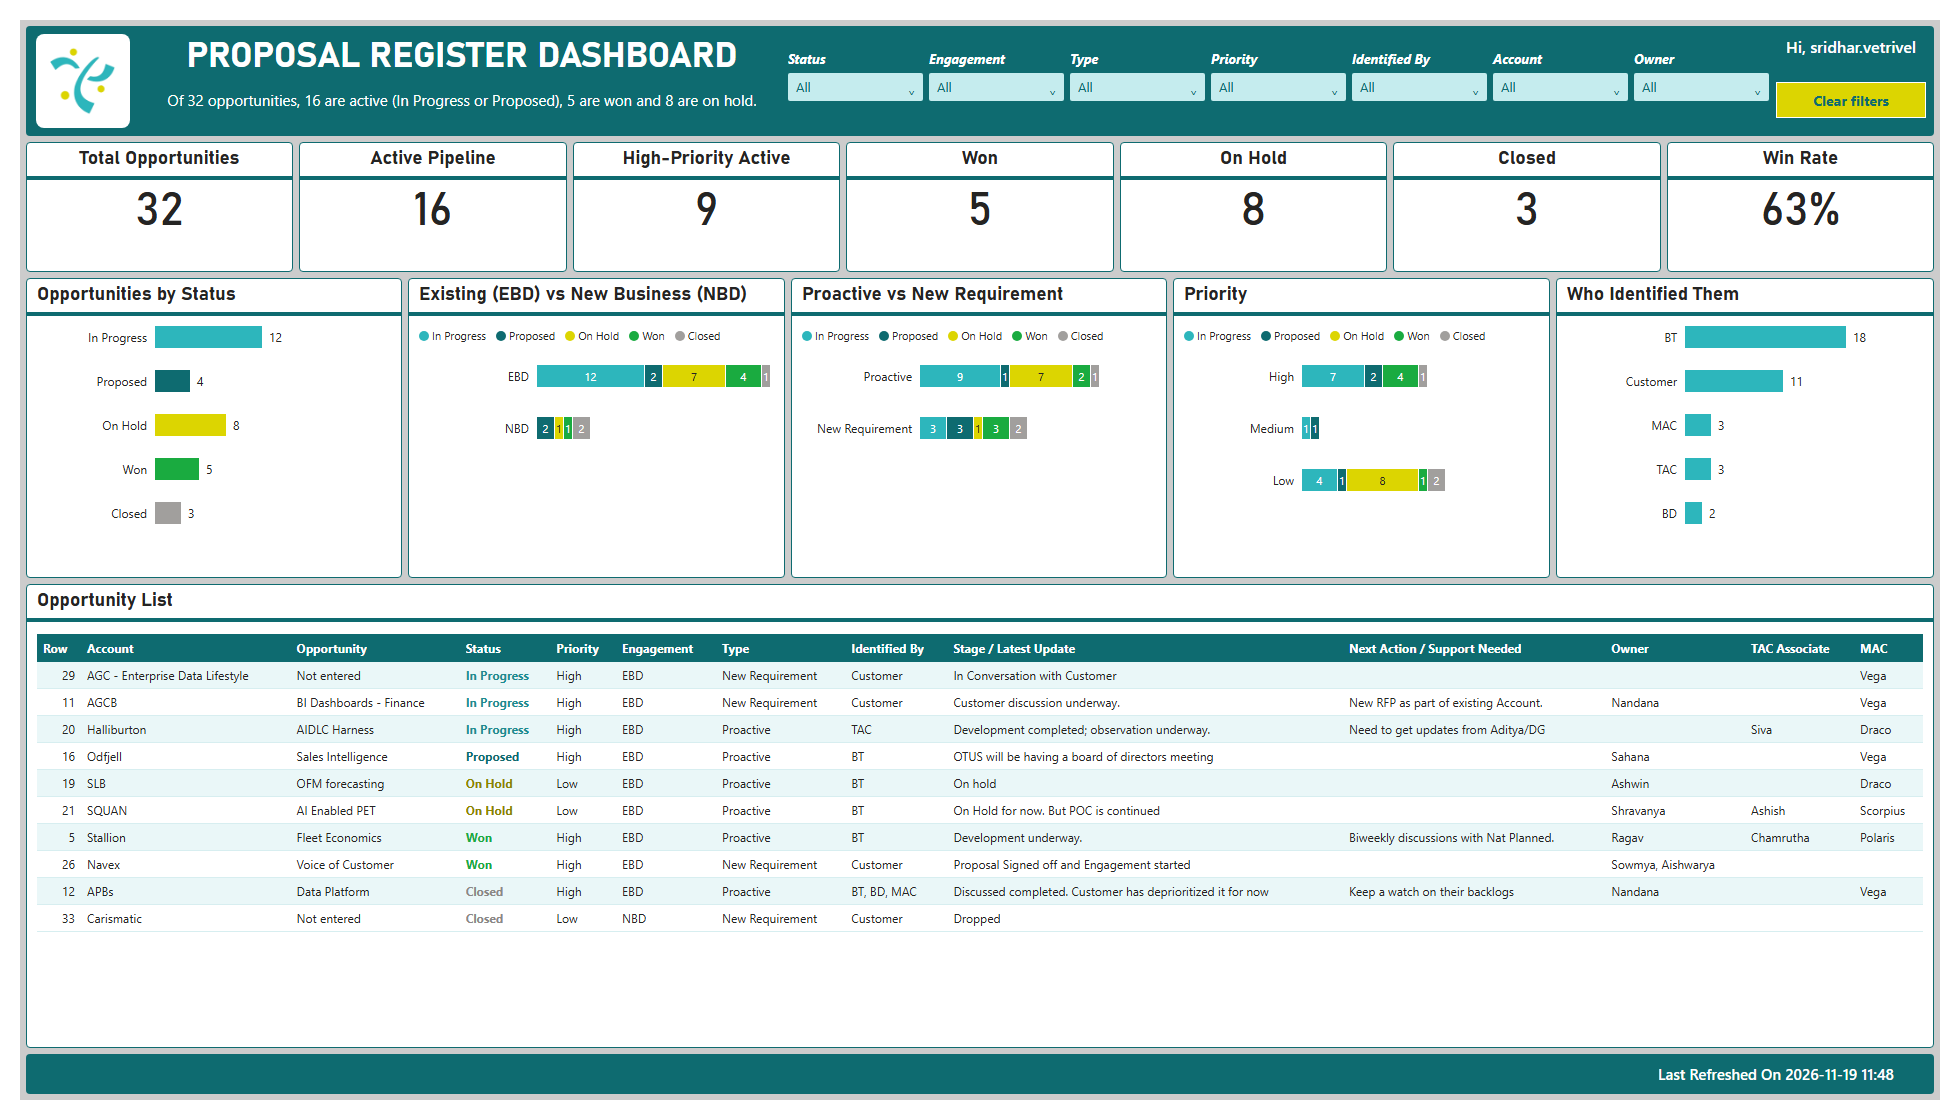 PROPOSAL REGISTER DASHBOARD
Of 32 opportunities, 16 are active (In Progress or Proposed), 5 are won and 8 are on hold.
Status Engagement Type Priority Identified By Account Owner
All All All All All All All
Hi, sridhar.vetrivel
Clear filters
Total Opportunities Active Pipeline High-Priority Active Won On Hold Closed Win Rate
32 16 9 5 8 3 63%
Opportunities by Status
In Progress 12
Proposed 4
On Hold 8
Won 5
Closed 3
Existing (EBD) vs New Business (NBD)
In Progress Proposed On Hold Won Closed
EBD 12 2 7 4 1
NBD 2 1 1 2
Proactive vs New Requirement
In Progress Proposed On Hold Won Closed
Proactive 9 1 7 2 1
New Requirement 3 3 1 3 2
Priority
In Progress Proposed On Hold Won Closed
High 7 2 4 1
Medium 1 1
Low 4 1 8 1 2
Who Identified Them
BT 18
Customer 11
MAC 3
TAC 3
BD 2
Opportunity List
Row Account Opportunity Status Priority Engagement Type Identified By Stage / Latest Update Next Action / Support Needed Owner TAC Associate MAC
29 AGC - Enterprise Data Lifestyle Not entered In Progress High EBD New Requirement Customer In Conversation with Customer Vega
11 AGCB BI Dashboards - Finance In Progress High EBD New Requirement Customer Customer discussion underway. New RFP as part of existing Account. Nandana Vega
20 Halliburton AIDLC Harness In Progress High EBD Proactive TAC Development completed; observation underway. Need to get updates from Aditya/DG Siva Draco
16 Odfjell Sales Intelligence Proposed High EBD Proactive BT OTUS will be having a board of directors meeting Sahana Vega
19 SLB OFM forecasting On Hold Low EBD Proactive BT On hold Ashwin Draco
21 SQUAN AI Enabled PET On Hold Low EBD Proactive BT On Hold for now. But POC is continued Shravanya Ashish Scorpius
5 Stallion Fleet Economics Won High EBD Proactive BT Development underway. Biweekly discussions with Nat Planned. Ragav Chamrutha Polaris
26 Navex Voice of Customer Won High EBD New Requirement Customer Proposal Signed off and Engagement started Sowmya, Aishwarya
12 APBs Data Platform Closed High EBD Proactive BT, BD, MAC Discussed completed. Customer has deprioritized it for now Keep a watch on their backlogs Nandana Vega
33 Carismatic Not entered Closed Low NBD New Requirement Customer Dropped
Last Refreshed On 2026-11-19 11:48